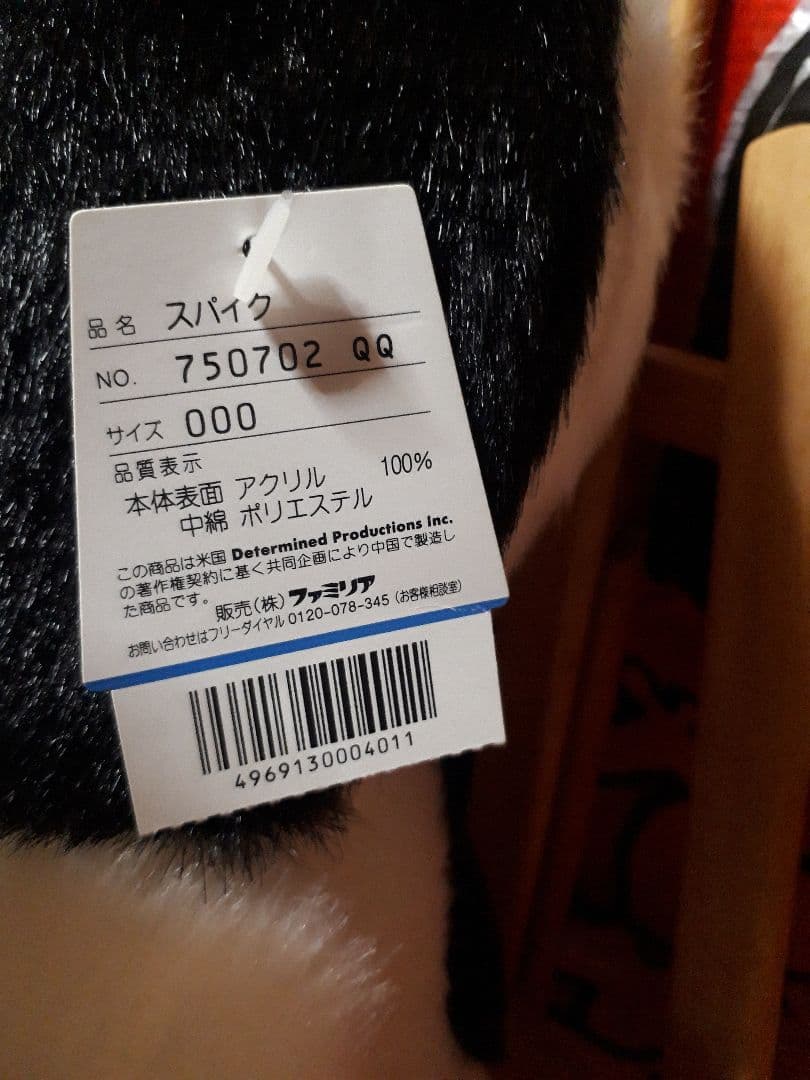 品名 スパイク
NO. 750702 QQ
サイズ 000
品質表示
本体表面 アクリル 100%
中綿 ポリエステル
この商品は米国 Determined Productions Inc.
の著作権契約に基く共同企画により中国で製造し
た商品です。
販売(株)ファミリア
お問い合わせはフリーダイヤル 0120-078-345 (お客様相談室)
4969130004011